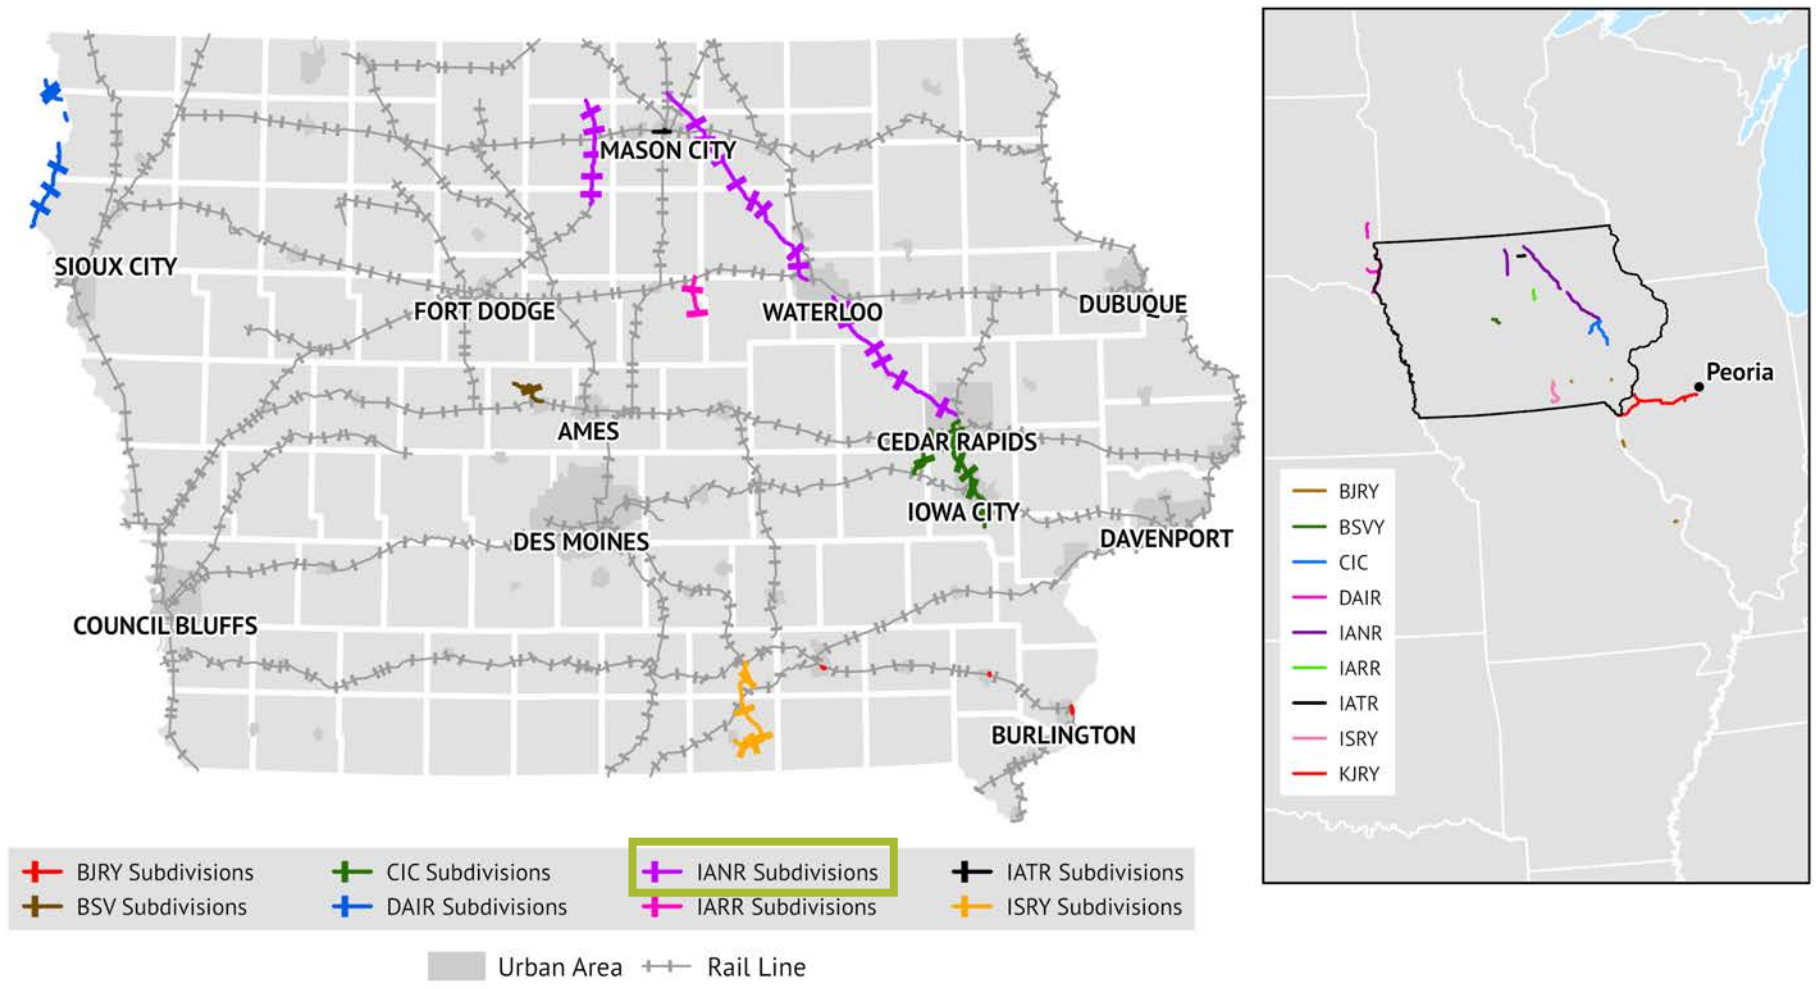 MASON CITY
SIOUX CITY
FORT DODGE
WATERLOO
DUBUQUE
AMES
CEDAR RAPIDS
IOWA CITY
DES MOINES
DAVENPORT
COUNCIL BLUFFS
BURLINGTON
BJRY Subdivisions
CIC Subdivisions
IANR Subdivisions
IATR Subdivisions
BSV Subdivisions
DAIR Subdivisions
IARR Subdivisions
ISRY Subdivisions
Urban Area
Rail Line
Peoria
BJRY
BSVY
CIC
DAIR
IANR
IARR
IATR
ISRY
KJRY